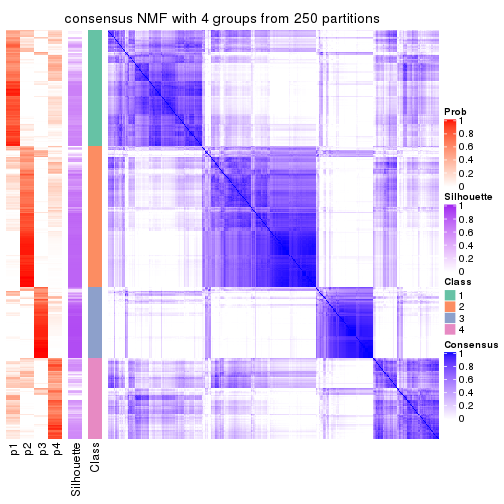 consensus NMF with 4 groups from 250 partitions
Prob
1
0.8
0.6
0.4
0.2
0
Silhouette
1
0.8
0.6
0.4
0.2
0
Class
1
2
3
4
Consensus
1
0.8
0.6
0.4
0.2
0
p1
p2
p3
p4
Silhouette
Class